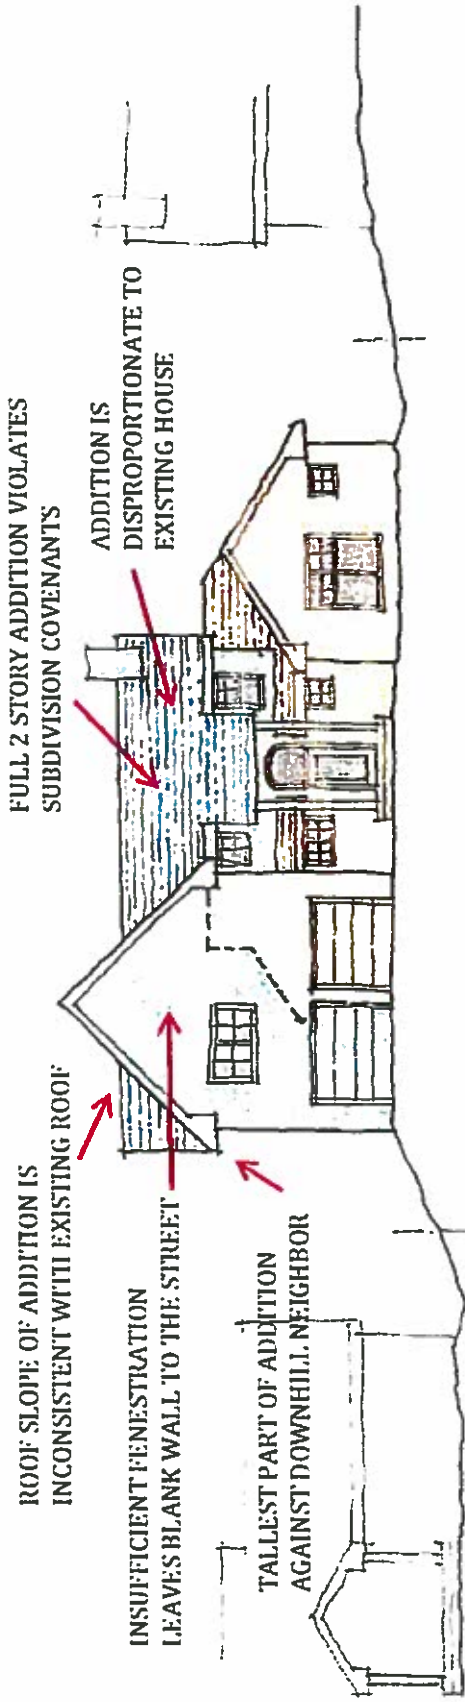 ROOF SLOPE OF ADDITION IS
INCONSISTENT WITH EXISTING ROOF
INSUFFICIENT FENESTRATION
LEAVES BLANK WALL TO THE STREET
TALLEST PART OF ADDITION
AGAINST DOWNHILL NEIGHBOR
FULL 2 STORY ADDITION VIOLATES
SUBDIVISION COVENANTS
ADDITION IS
DISPROPORTIONATE TO
EXISTING HOUSE